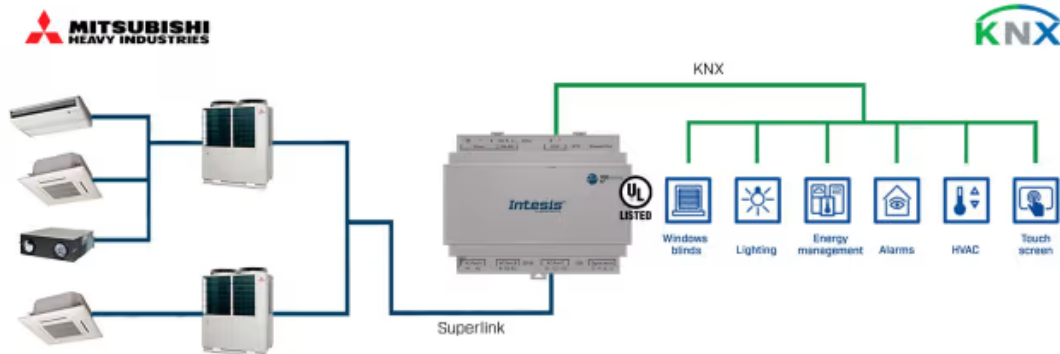 MITSUBISHI
HEAVY INDUSTRIES
KNX
KNX
Intesis
UL
LISTED
Windows
blinds
Lighting
Energy
management
Alarms
HVAC
Touch
screen
Superlink